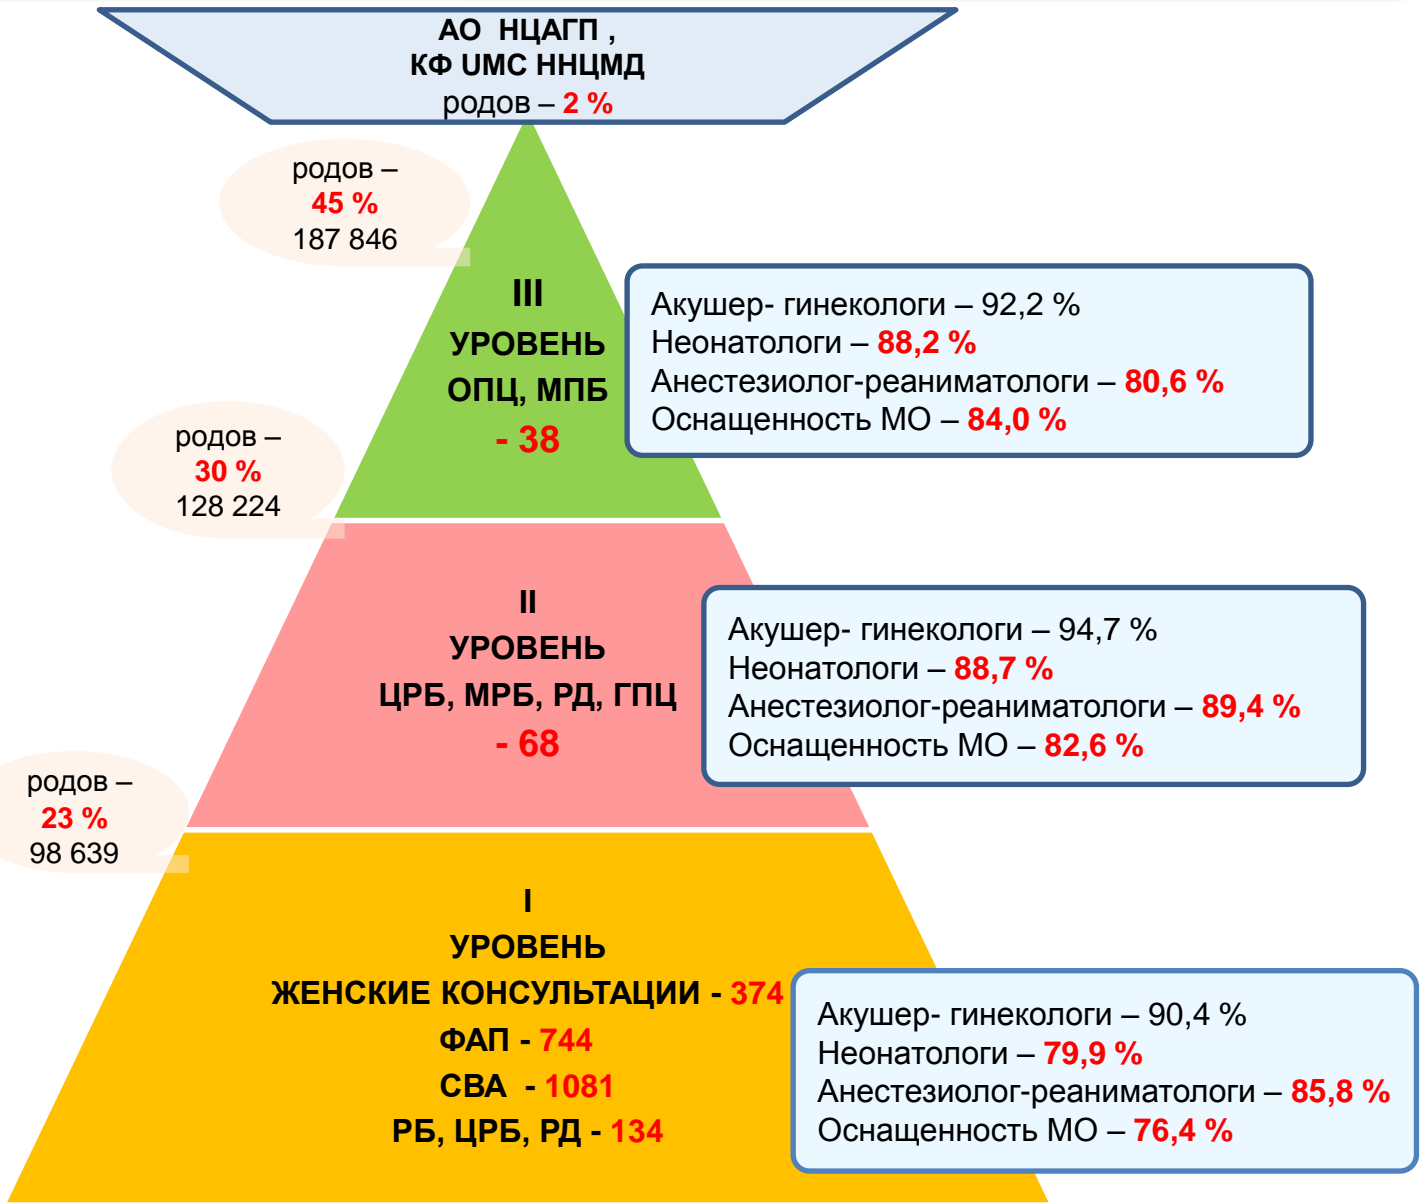 АО НЦАГП ,
КФ UMC ННЦМД
родов – 2 %
родов –
45 %
187 846
III
УРОВЕНЬ
ОПЦ, МПБ
- 38
Акушер- гинекологи – 92,2 %
Неонатологи – 88,2 %
Анестезиолог-реаниматологи – 80,6 %
Оснащенность МО – 84,0 %
родов –
30 %
128 224
II
УРОВЕНЬ
ЦРБ, МРБ, РД, ГПЦ
- 68
Акушер- гинекологи – 94,7 %
Неонатологи – 88,7 %
Анестезиолог-реаниматологи – 89,4 %
Оснащенность МО – 82,6 %
родов –
23 %
98 639
I
УРОВЕНЬ
ЖЕНСКИЕ КОНСУЛЬТАЦИИ - 374
ФАП - 744
СВА - 1081
РБ, ЦРБ, РД - 134
Акушер- гинекологи – 90,4 %
Неонатологи – 79,9 %
Анестезиолог-реаниматологи – 85,8 %
Оснащенность МО – 76,4 %